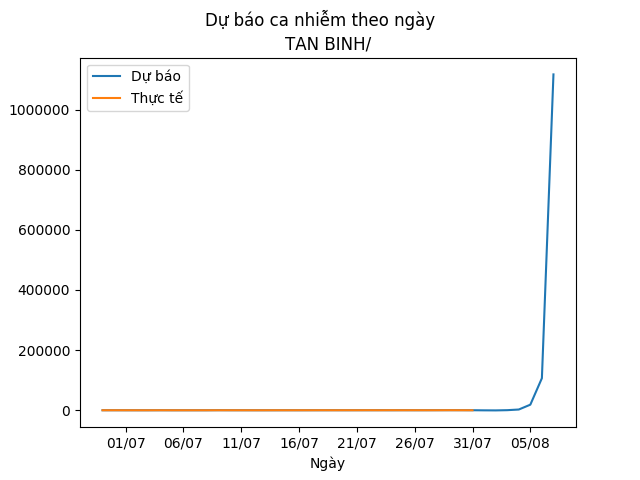 Dự báo ca nhiễm theo ngày
TAN BINH/
Dự báo
Thực tế
1000000
800000
600000
400000
200000
0
01/07 06/07 11/07 16/07 21/07 26/07 31/07 05/08
Ngày